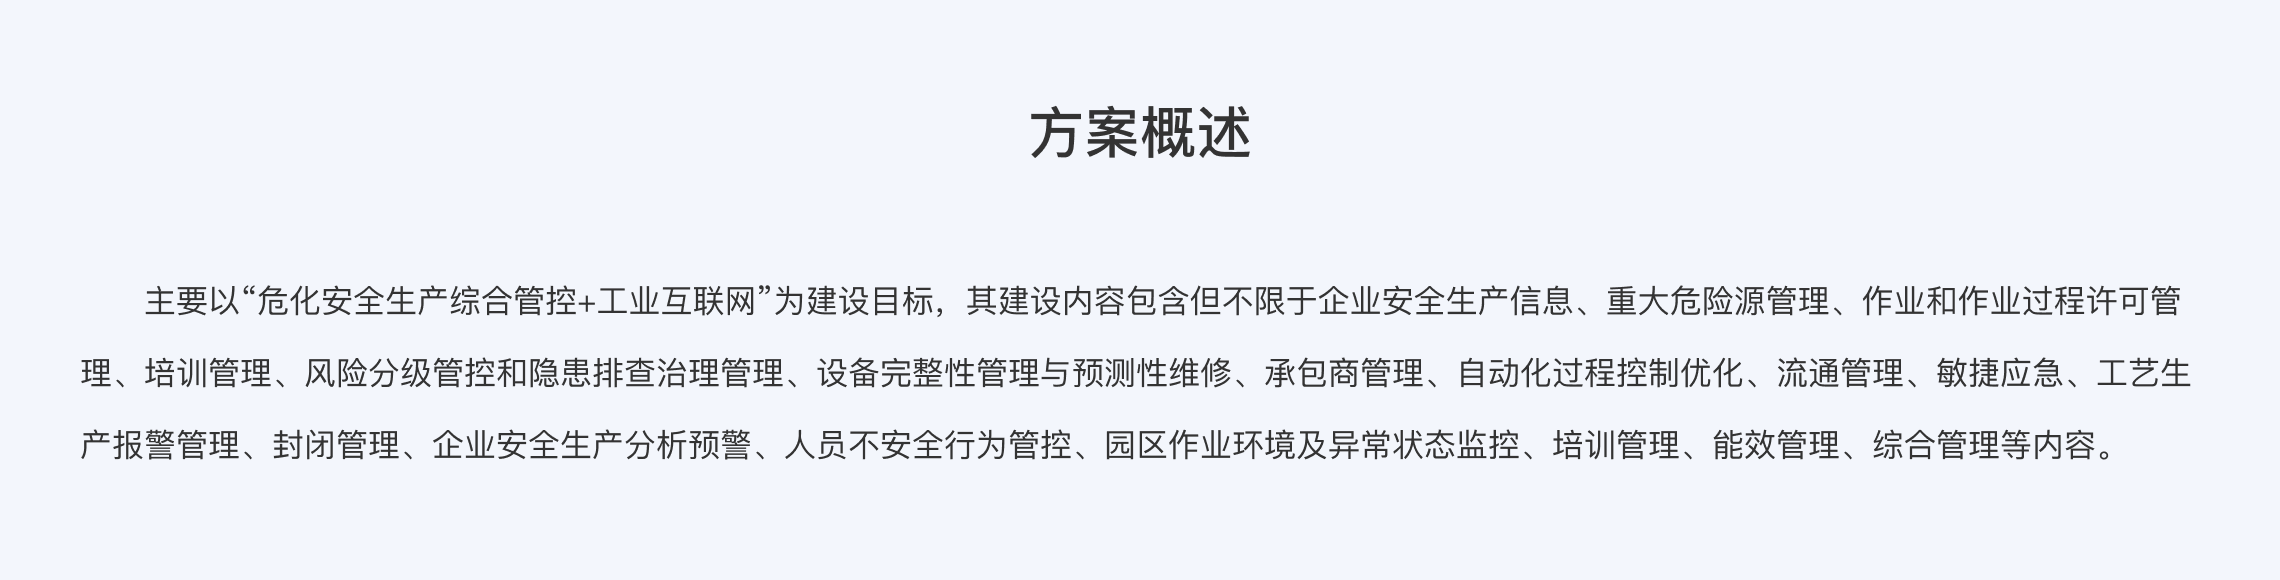 方案概述
主要以“危化安全生产综合管控+工业互联网”为建设目标，其建设内容包含但不限于企业安全生产信息、重大危险源管理、作业和作业过程许可管
理、培训管理、风险分级管控和隐患排查治理管理、设备完整性管理与预测性维修、承包商管理、自动化过程控制优化、流通管理、敏捷应急、工艺生
产报警管理、封闭管理、企业安全生产分析预警、人员不安全行为管控、园区作业环境及异常状态监控、培训管理、能效管理、综合管理等内容。